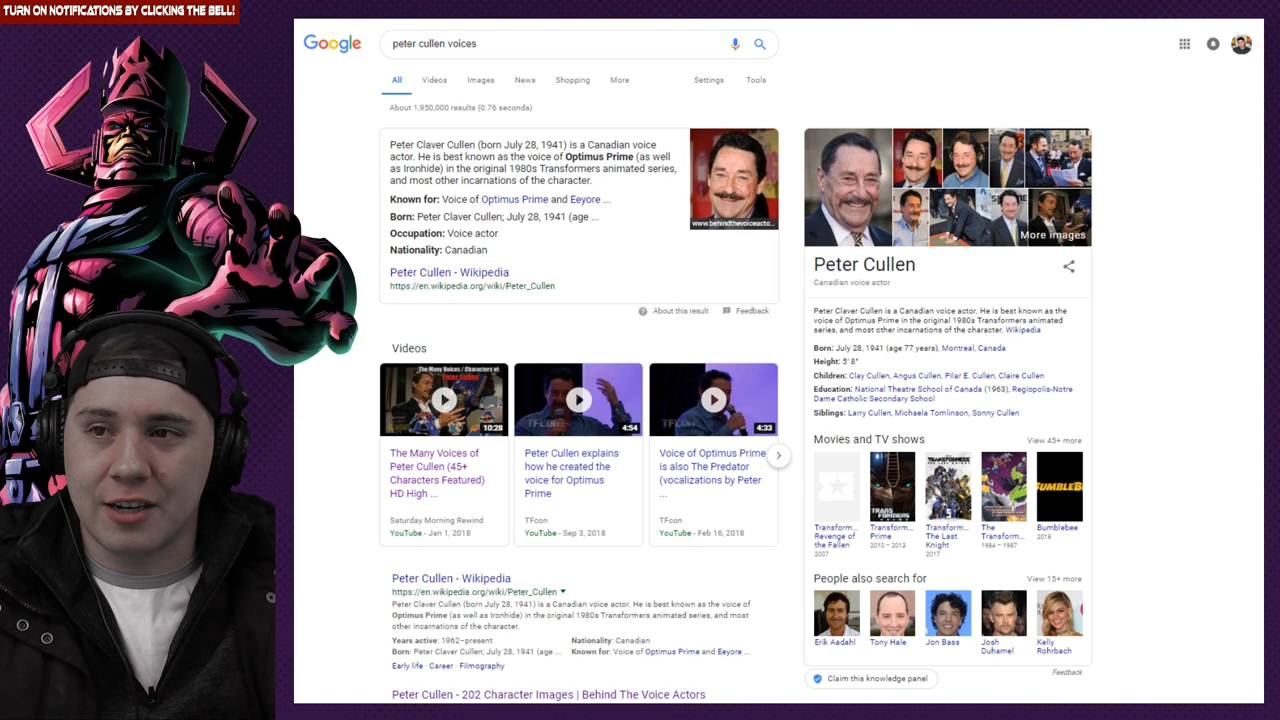 TURN ON NOTIFICATIONS BY CLICKING THE BELL!
Google
peter cullen voices
All
Videos
Images
News
Shopping
More
Settings
Tools
About 1,950,000 results (0.76 seconds)
Peter Claver Cullen (born July 28, 1941) is a Canadian voice
actor. He is best known as the voice of Optimus Prime (as well
as Ironhide) in the original 1980s Transformers animated series,
and most other incarnations of the character.
Known for: Voice of Optimus Prime and Eeyore ...
Born: Peter Claver Cullen; July 28, 1941 (age ...
Occupation: Voice actor
Nationality: Canadian
www.behindthevoiceacto...
Peter Cullen - Wikipedia
https://en.wikipedia.org/wiki/Peter_Cullen
About this result
Feedback
Videos
The Many Voices / Characters of:
10:28
The Many Voices of
Peter Cullen (45+
Characters Featured)
HD High ...
Saturday Morning Rewind
YouTube - Jan 1, 2018
TFcon
4:54
Peter Cullen explains
how he created the
voice for Optimus
Prime
TFcon
YouTube - Sep 3, 2018
TFcon
4:33
Voice of Optimus Prime
is also The Predator
(vocalizations by Peter
...
TFcon
YouTube - Feb 16, 2018
Peter Cullen - Wikipedia
https://en.wikipedia.org/wiki/Peter_Cullen
Peter Claver Cullen (born July 28, 1941) is a Canadian voice actor. He is best known as the voice of
Optimus Prime (as well as Ironhide) in the original 1980s Transformers animated series, and most
other incarnations of the character.
Years active: 1962–present
Nationality: Canadian
Born: Peter Claver Cullen; July 28, 1941 (age ...
Known for: Voice of Optimus Prime and Eeyore ...
Early life · Career · Filmography
Peter Cullen - 202 Character Images | Behind The Voice Actors
More images
Peter Cullen
Canadian voice actor
Peter Claver Cullen is a Canadian voice actor. He is best known as the
voice of Optimus Prime in the original 1980s Transformers animated
series, and most other incarnations of the character. Wikipedia
Born: July 28, 1941 (age 77 years), Montreal, Canada
Height: 5' 8"
Children: Clay Cullen, Angus Cullen, Pilar E. Cullen, Claire Cullen
Education: National Theatre School of Canada (1963), Regiopolis-Notre
Dame Catholic Secondary School
Siblings: Larry Cullen, Michaela Tomlinson, Sonny Cullen
Movies and TV shows
View 45+ more
Transform...
Revenge of
the Fallen
2007
TRANSFORMERS
Transform...
Prime
2010 – 2013
TRANSFORMERS
Transform...
The Last
Knight
2017
The
Transform...
1984 – 1987
BUMBLEB
Bumblebee
2018
People also search for
View 15+ more
Erik Aadahl
Tony Hale
Jon Bass
Josh
Duhamel
Kelly
Rohrbach
Feedback
Claim this knowledge panel